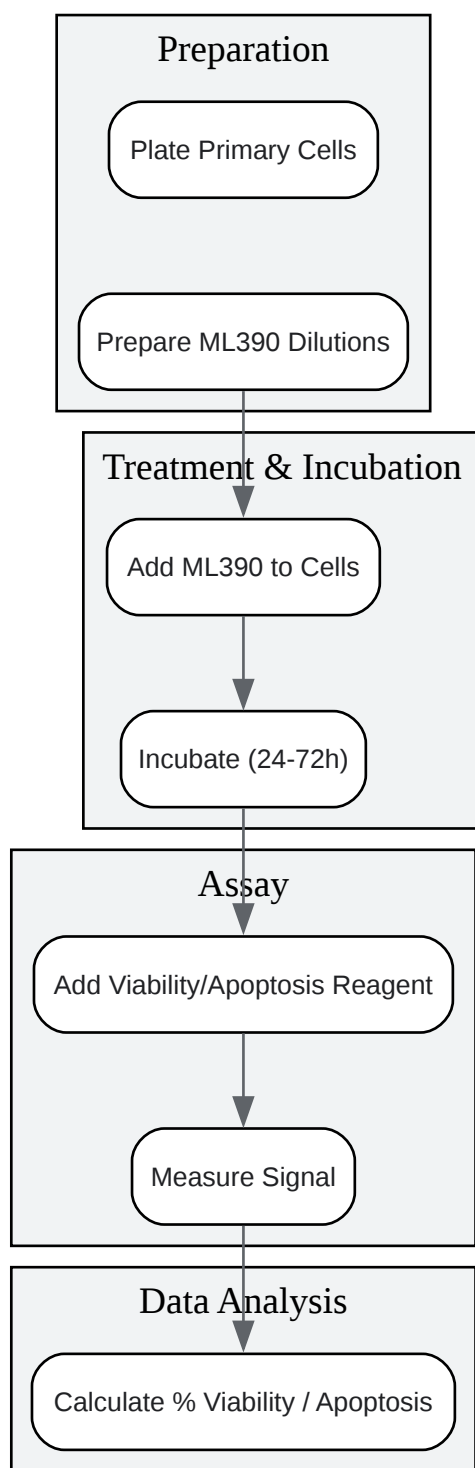 Preparation
Plate Primary Cells
Prepare ML390 Dilutions
Treatment & Incubation
Add ML390 to Cells
Incubate (24-72h)
Assay
Add Viability/Apoptosis Reagent
Measure Signal
Data Analysis
Calculate % Viability / Apoptosis